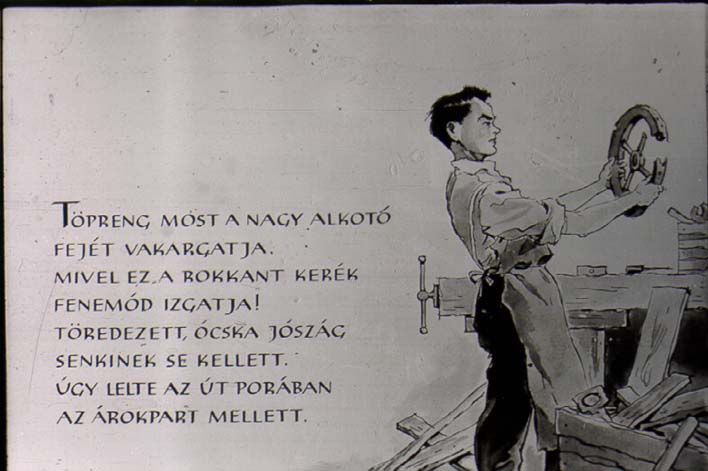 TÖPRENG MOST A NAGY ALKOTÓ
FEJÉT VAKARGATJA.
MIVEL EZ A ROKKANT KERÉK
FENEMÓD IZGATJA!
TÖREDEZETT, ÓCSKA JÓSZÁG
SENKINEK SE KELLETT.
ÚGY LELTE AZ ÚT PORÁBAN
AZ ÁROKPART MELLETT.